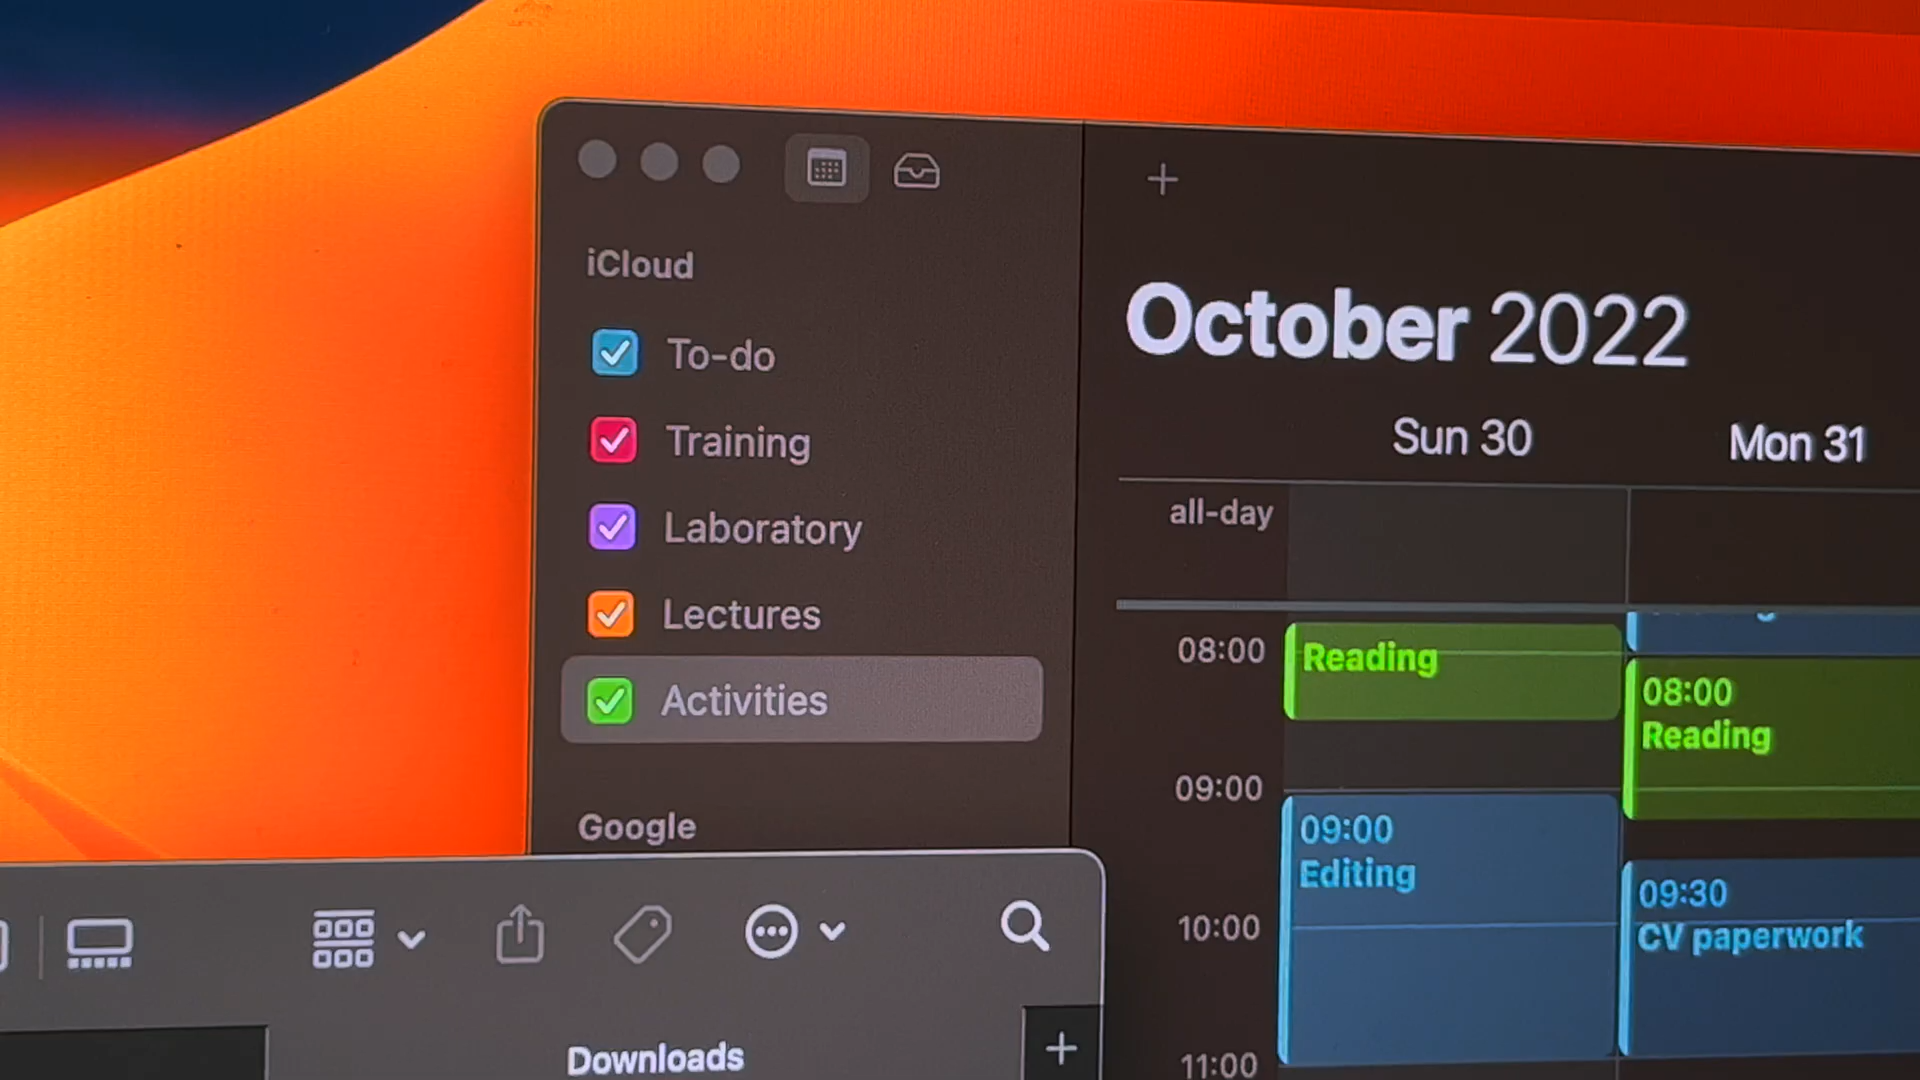 iCloud
To-do
Training
Laboratory
Lectures
Activities
Google
October 2022
Sun 30
Mon 31
all-day
08:00
Reading
08:00
Reading
09:00
09:00
Editing
09:30
CV paperwork
10:00
11:00
Downloads